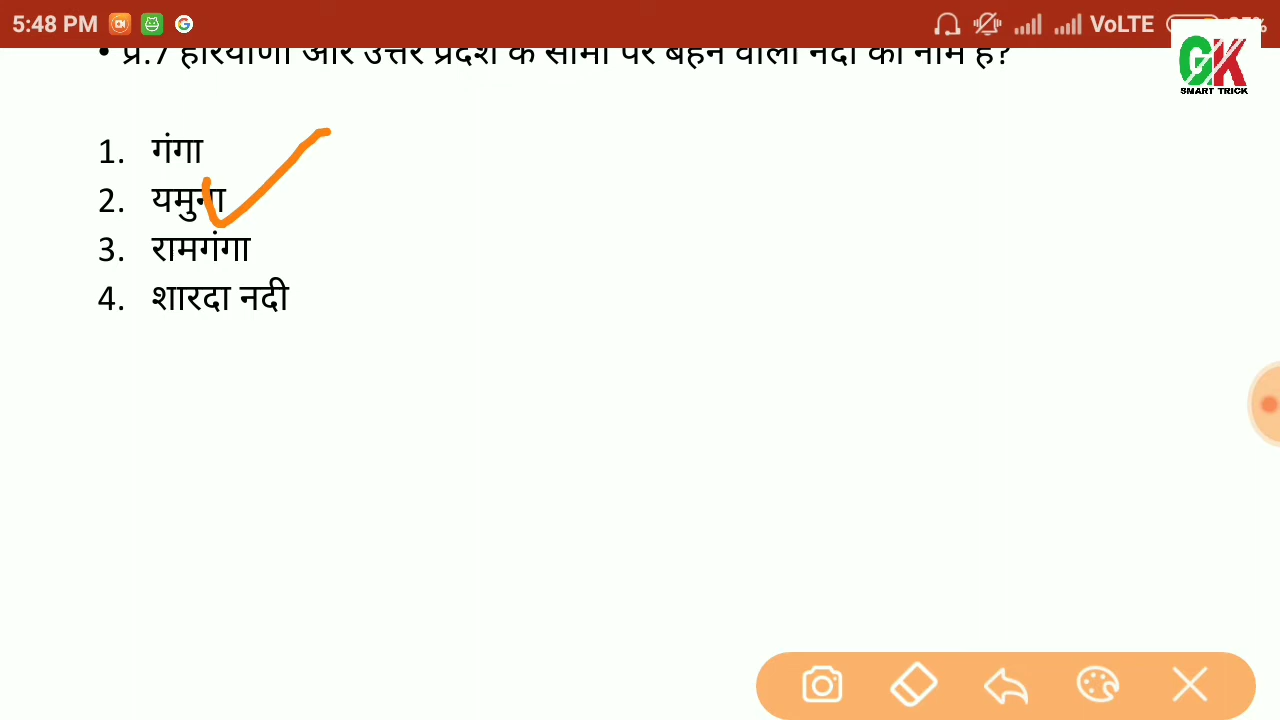 5:48 PM VoLTE
• प्र.7 हरियाणा और उत्तर प्रदेश के सीमा पर बहने वाली नदी का नाम है?
GK
SMART TRICK
1. गंगा
2. यमुना
3. रामगंगा
4. शारदा नदी